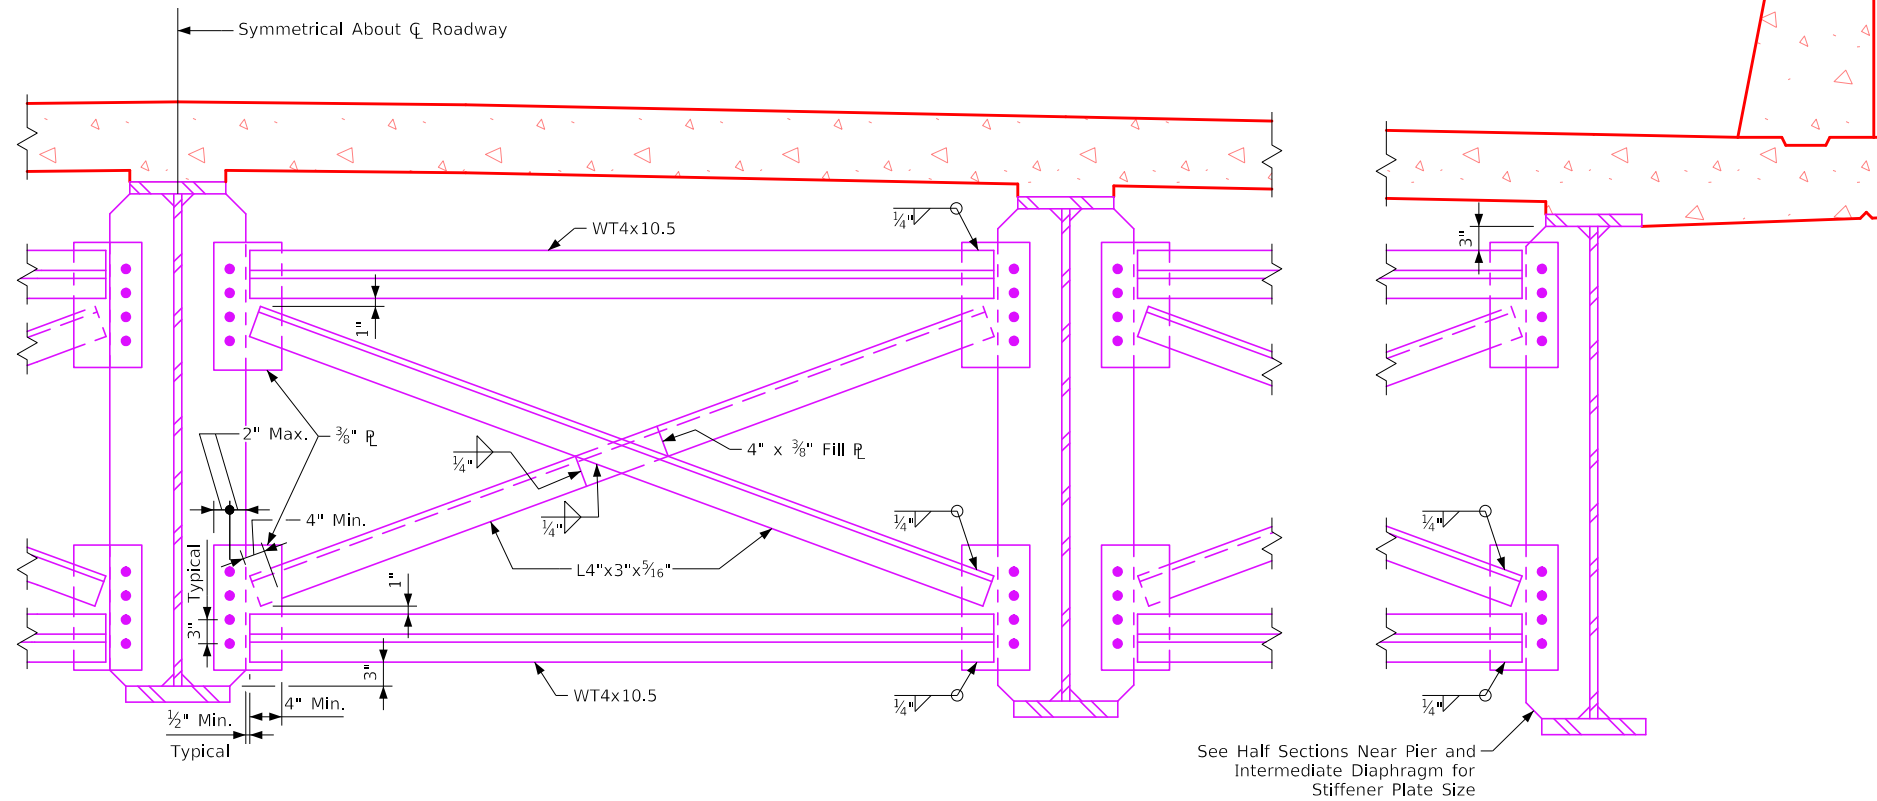 Symmetrical About ℄ Roadway
WT4x10.5
¼"
3"
1"
2" Max.
⅜" ⅊
¼"
4" x ⅜" Fill ⅊
4" Min.
¼"
¼"
¼"
Typical
L4"x3"x5⁄16"
1"
3"
3"
WT4x10.5
4" Min.
½" Min.
Typical
¼"
¼"
See Half Sections Near Pier and
Intermediate Diaphragm for
Stiffener Plate Size